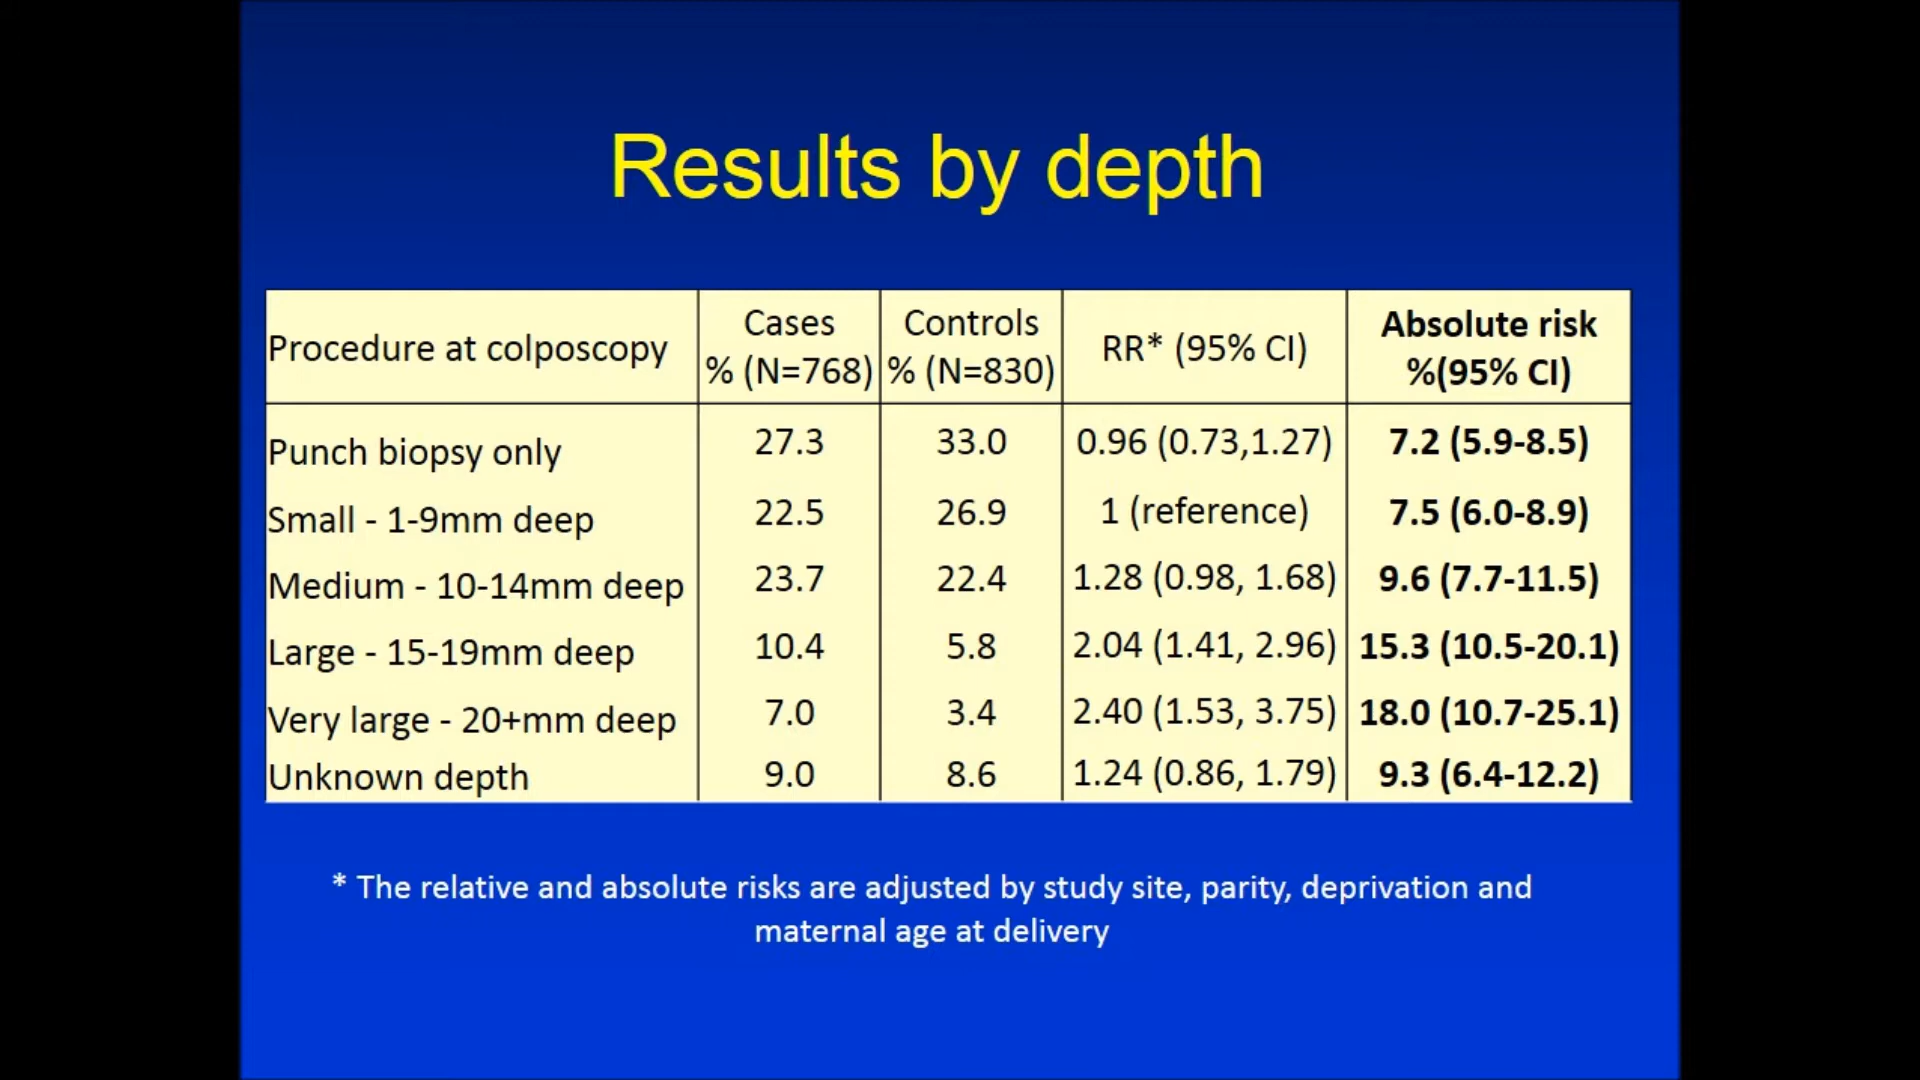 Results by depth
Procedure at colposcopy
Cases
% (N=768)
Controls
% (N=830)
RR* (95% CI)
Absolute risk
%(95% CI)
Punch biopsy only 27.3 33.0 0.96 (0.73,1.27) 7.2 (5.9-8.5)
Small - 1-9mm deep 22.5 26.9 1 (reference) 7.5 (6.0-8.9)
Medium - 10-14mm deep 23.7 22.4 1.28 (0.98, 1.68) 9.6 (7.7-11.5)
Large - 15-19mm deep 10.4 5.8 2.04 (1.41, 2.96) 15.3 (10.5-20.1)
Very large - 20+mm deep 7.0 3.4 2.40 (1.53, 3.75) 18.0 (10.7-25.1)
Unknown depth 9.0 8.6 1.24 (0.86, 1.79) 9.3 (6.4-12.2)
* The relative and absolute risks are adjusted by study site, parity, deprivation and
maternal age at delivery